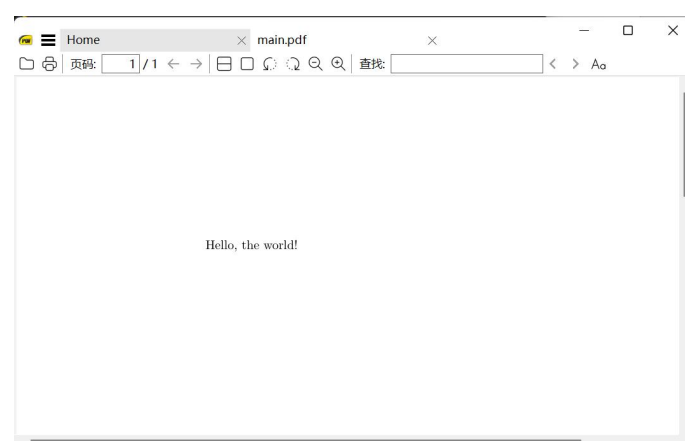 Home
main.pdf
页码: 1 / 1
查找:
Aa
Hello, the world!